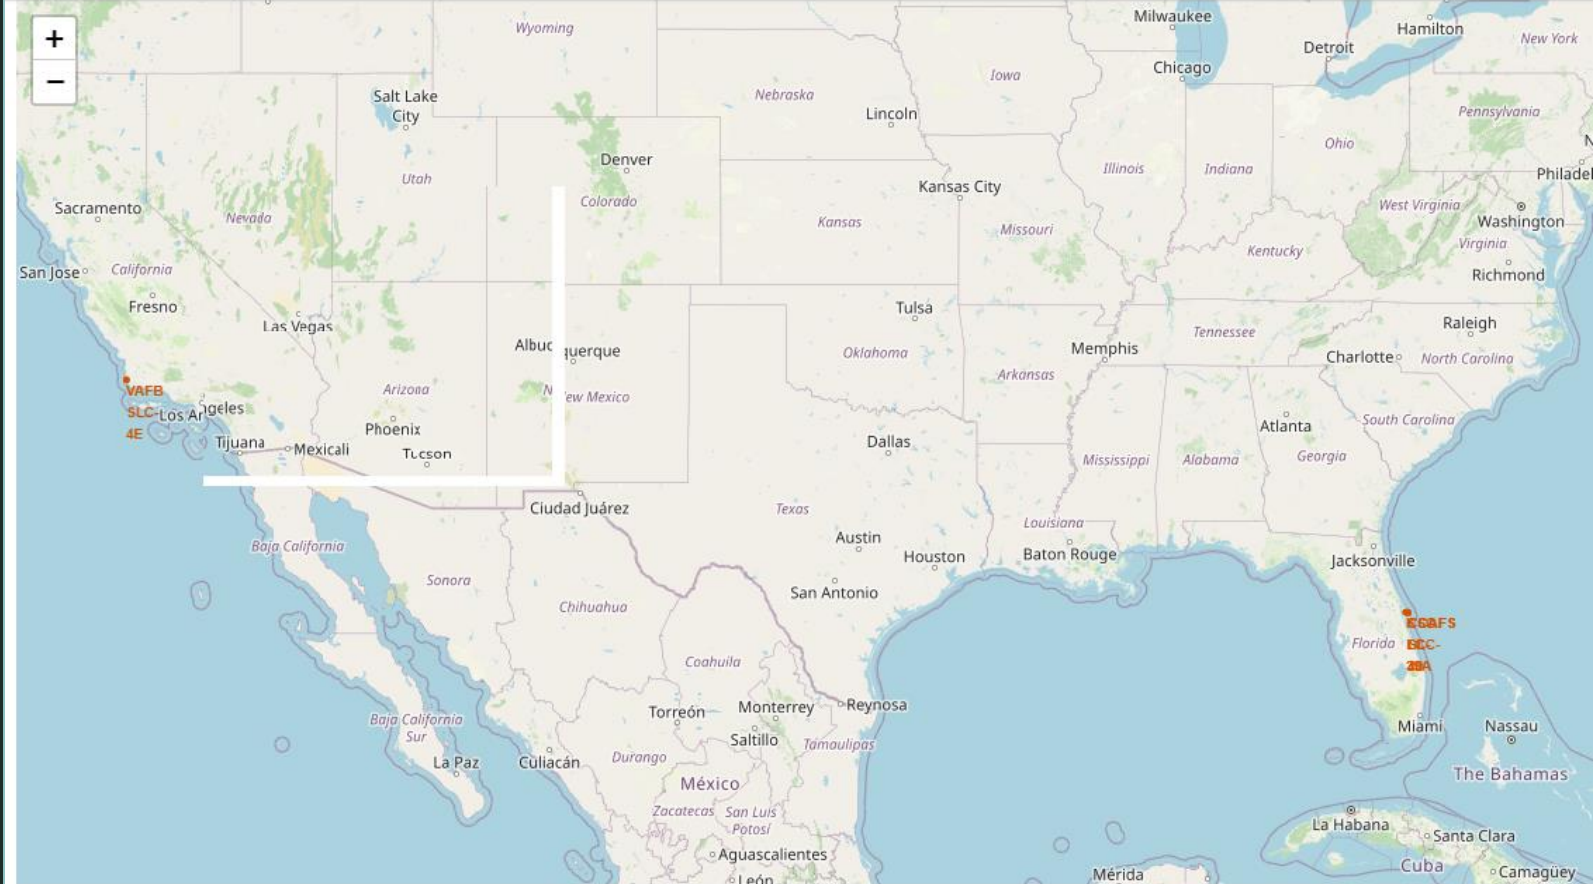 +
−
Wyoming
Milwaukee
Hamilton
New York
Detroit
Chicago
Iowa
Salt Lake
City
Nebraska
Lincoln
Pennsylvania
Ohio
Denver
Illinois
Indiana
Utah
Kansas City
Philadel
Colorado
Sacramento
Nevada
Kansas
Missouri
West Virginia
Washington
Kentucky
Virginia
San Jose
California
Richmond
Fresno
Las Vegas
Tulsa
Raleigh
Tennessee
Albuquerque
Oklahoma
Memphis
Charlotte
North Carolina
Arizona
New Mexico
Arkansas
VAFB
SLC-
4E
Los Angeles
Phoenix
Atlanta
South Carolina
Tijuana
Mexicali
Tucson
Dallas
Mississippi
Alabama
Georgia
Ciudad Juárez
Texas
Louisiana
Austin
Houston
Baton Rouge
Baja California
Jacksonville
Sonora
Chihuahua
San Antonio
Florida
Coahuila
Torreón
Monterrey
Reynosa
Baja California
Sur
Saltillo
Tamaulipas
Miami
Nassau
La Paz
Culiacán
Durango
México
The Bahamas
Zacatecas
San Luis
Potosí
La Habana
Santa Clara
Aguascalientes
Cuba
Camagüey
Mérida
León